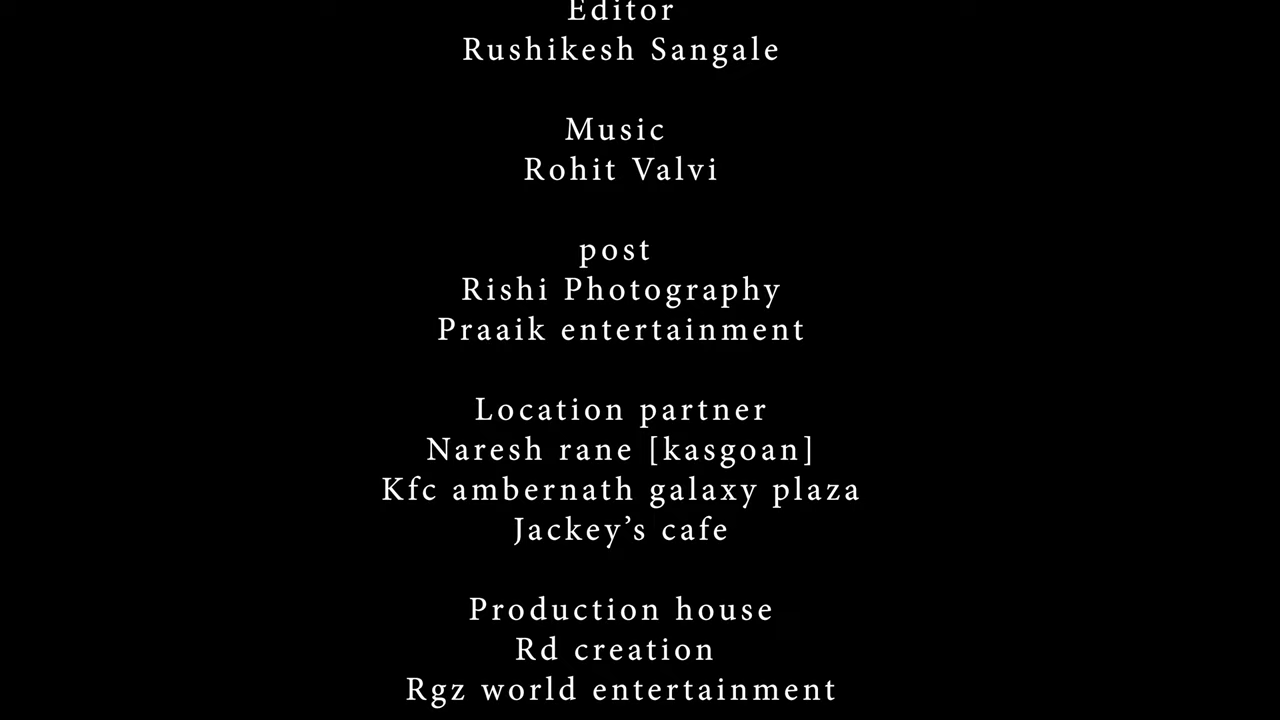 Editor
Rushikesh Sangale
Music
Rohit Valvi
post
Rishi Photography
Praaik entertainment
Location partner
Naresh rane [kasgoan]
Kfc ambernath galaxy plaza
Jackey’s cafe
Production house
Rd creation
Rgz world entertainment